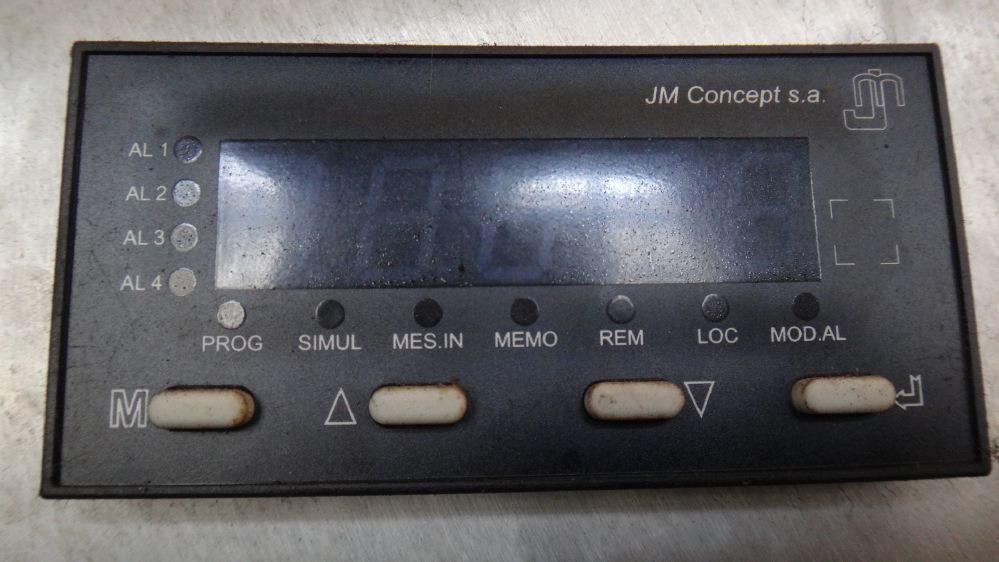 JM Concept s.a.
jm
AL 1
AL 2
AL 3
AL 4
PROG SIMUL MES.IN MEMO REM LOC MOD.AL
M